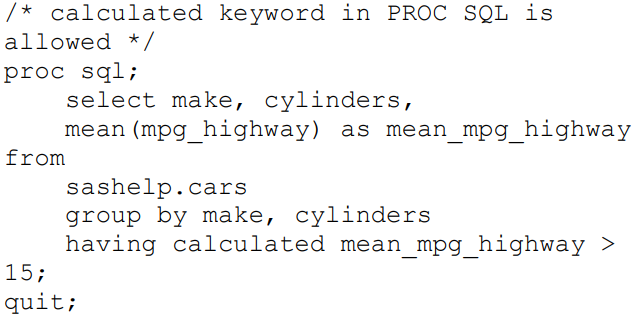 /* calculated keyword in PROC SQL is
allowed */
proc sql;
    select make, cylinders,
    mean(mpg_highway) as mean_mpg_highway
from
    sashelp.cars
    group by make, cylinders
    having calculated mean_mpg_highway >
15;
quit;